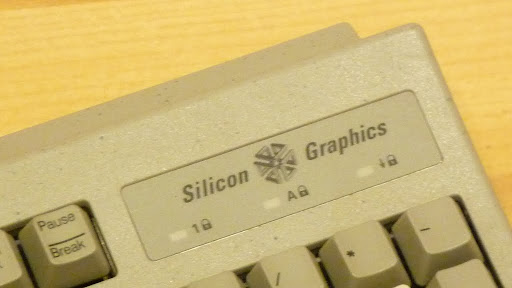 Silicon Graphics
1 A
Pause
Break
/ * −